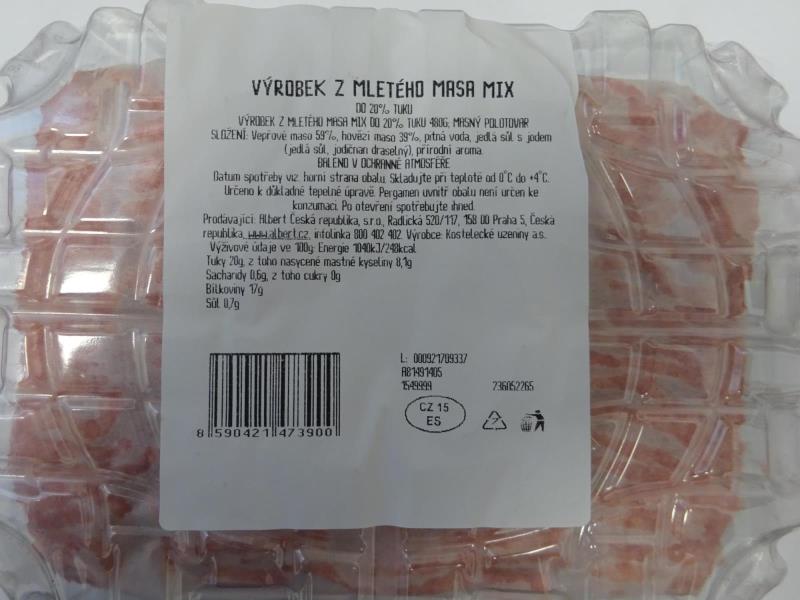 VÝROBEK Z MLETÉHO MASA MIX
DO 20% TUKU
VÝROBEK Z MLETÉHO MASA MIX DO 20% TUKU 480G, MASNÝ POLOTOVAR
SLOŽENÍ: Vepřové maso 59%, hovězí maso 39%, pitná voda, jedlá sůl s jodem
(jedlá sůl, jodičnan draselný), přírodní aroma.
BALENO V OCHRANNÉ ATMOSFÉŘE
Datum spotřeby viz. horní strana obalu. Skladujte při teplotě od 0°C do +4°C.
Určeno k důkladné tepelné úpravě. Pergamen uvnitř obalu není určen ke
konzumaci. Po otevření spotřebujte ihned.
Prodávající: Albert Česká republika, s.r.o., Radlická 520/117, 158 00 Praha 5, Česká
republika, www.albert.cz, infolinka 800 402 402. Výrobce: Kostelecké uzeniny a.s.
Výživové údaje ve 100g: Energie 1040kJ/248kcal
Tuky 20g, z toho nasycené mastné kyseliny 8,1g
Sacharidy 0,6g, z toho cukry 0g
Bílkoviny 17g
Sůl 0,7g
L: 000921709337
AB1491405
1549999 236A52265
CZ 15
ES
8 590421 473900